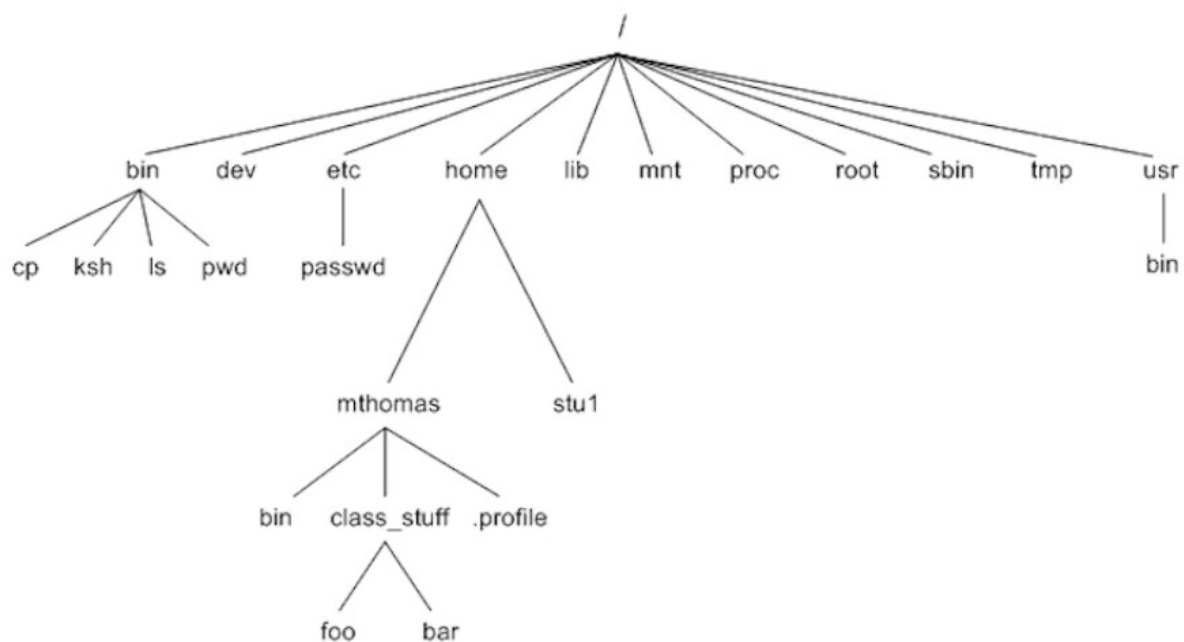 /
bin dev etc home lib mnt proc root sbin tmp usr
cp ksh ls pwd passwd bin
mthomas stu1
bin class_stuff .profile
foo bar